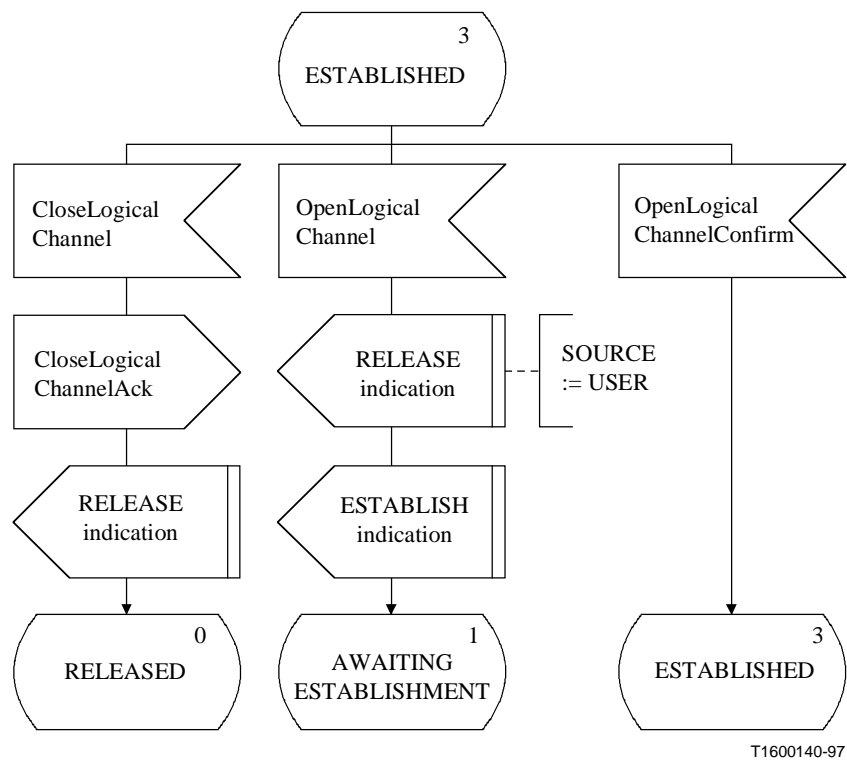 3
ESTABLISHED
CloseLogical
Channel
OpenLogical
Channel
OpenLogical
ChannelConfirm
CloseLogical
ChannelAck
RELEASE
indication
SOURCE
:= USER
RELEASE
indication
ESTABLISH
indication
0
RELEASED
1
AWAITING
ESTABLISHMENT
3
ESTABLISHED
T1600140-97